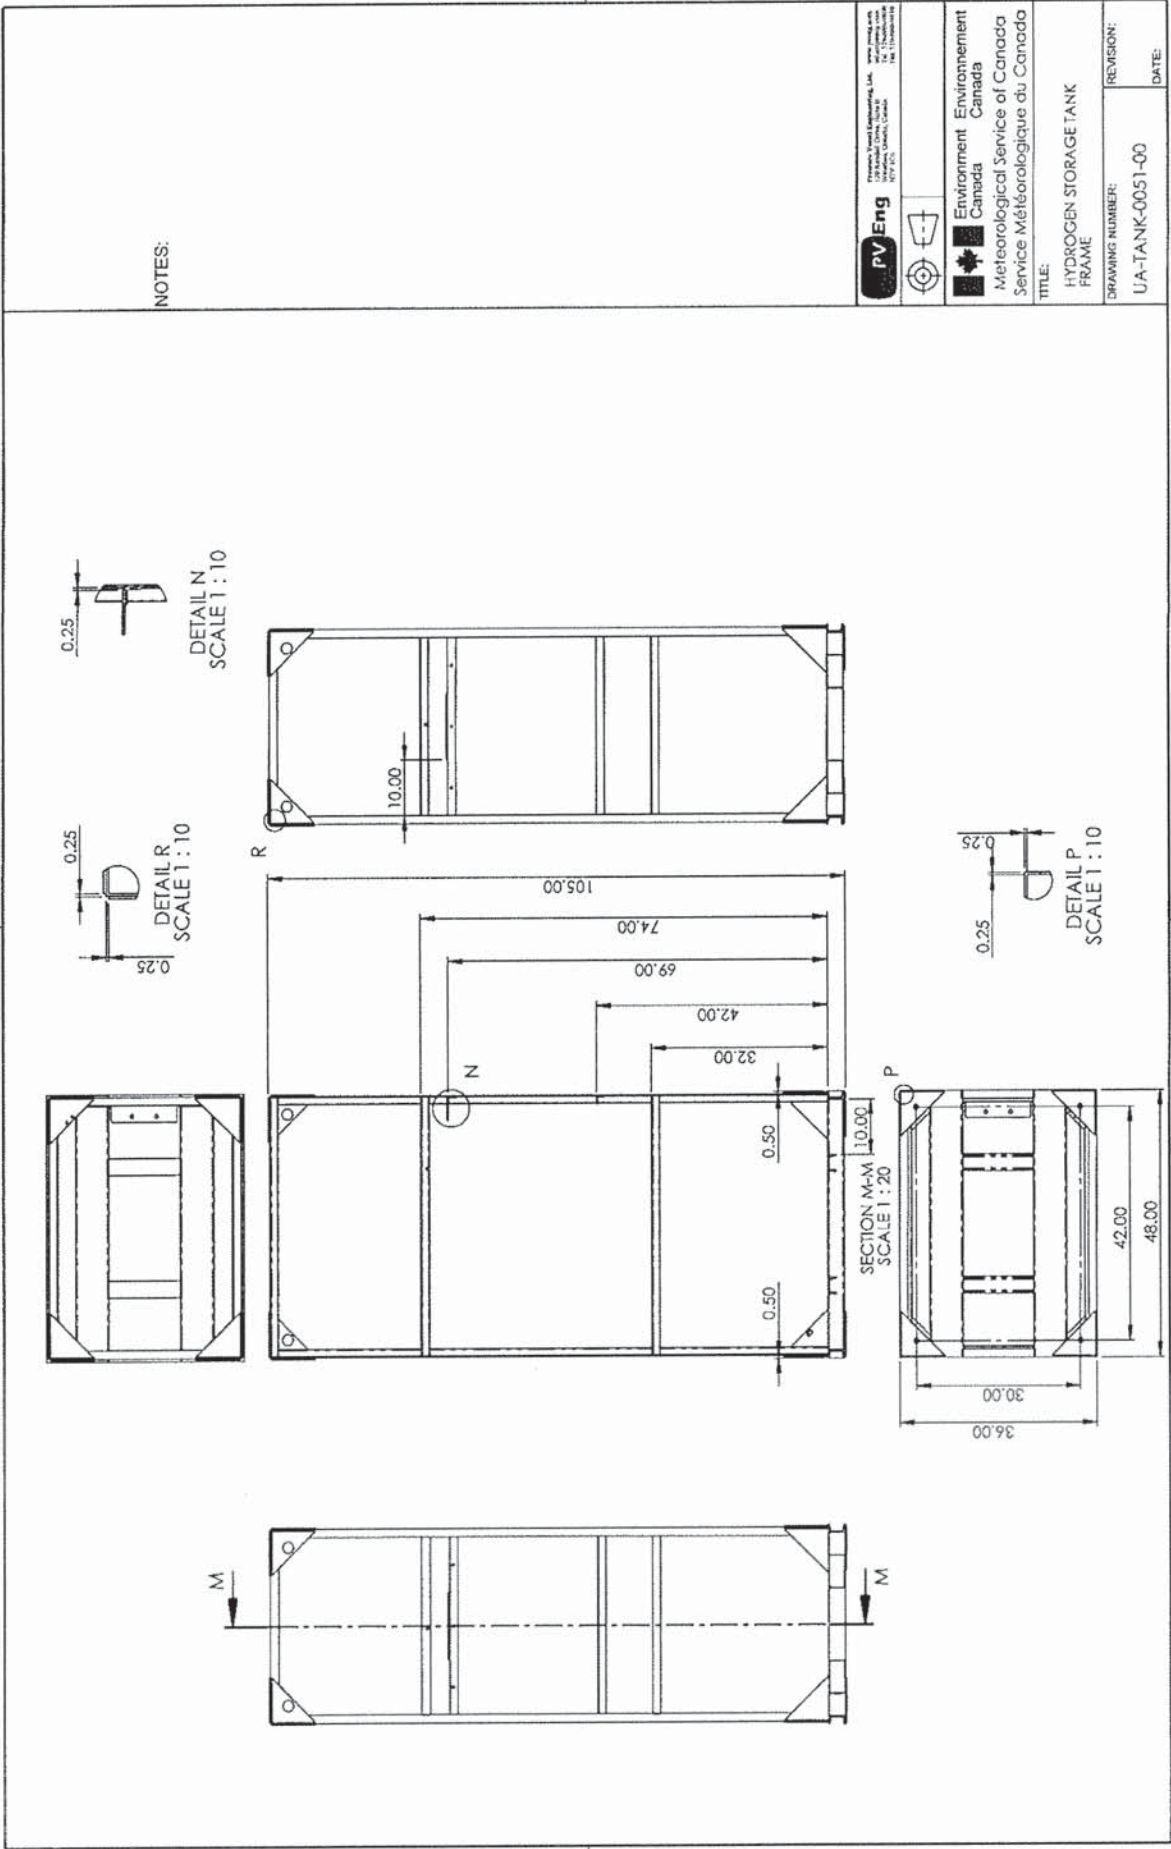 NOTES:
0.25
DETAIL N
SCALE 1 : 10
0.25
0.25
DETAIL R
SCALE 1 : 10
R
10.00
105.00
74.00
69.00
42.00
32.00
N
0.50
0.50
10.00
SECTION M-M
SCALE 1 : 20
M
M
P
0.25
0.25
DETAIL P
SCALE 1 : 10
42.00
48.00
30.00
36.00
PV Eng
Pressure Vessel Engineering, Ltd.
Environment Environnement
Canada Canada
Meteorological Service of Canada
Service Météorologique du Canada
TITLE:
HYDROGEN STORAGE TANK
FRAME
DRAWING NUMBER:
UA-TANK-0051-00
REVISION:
DATE: